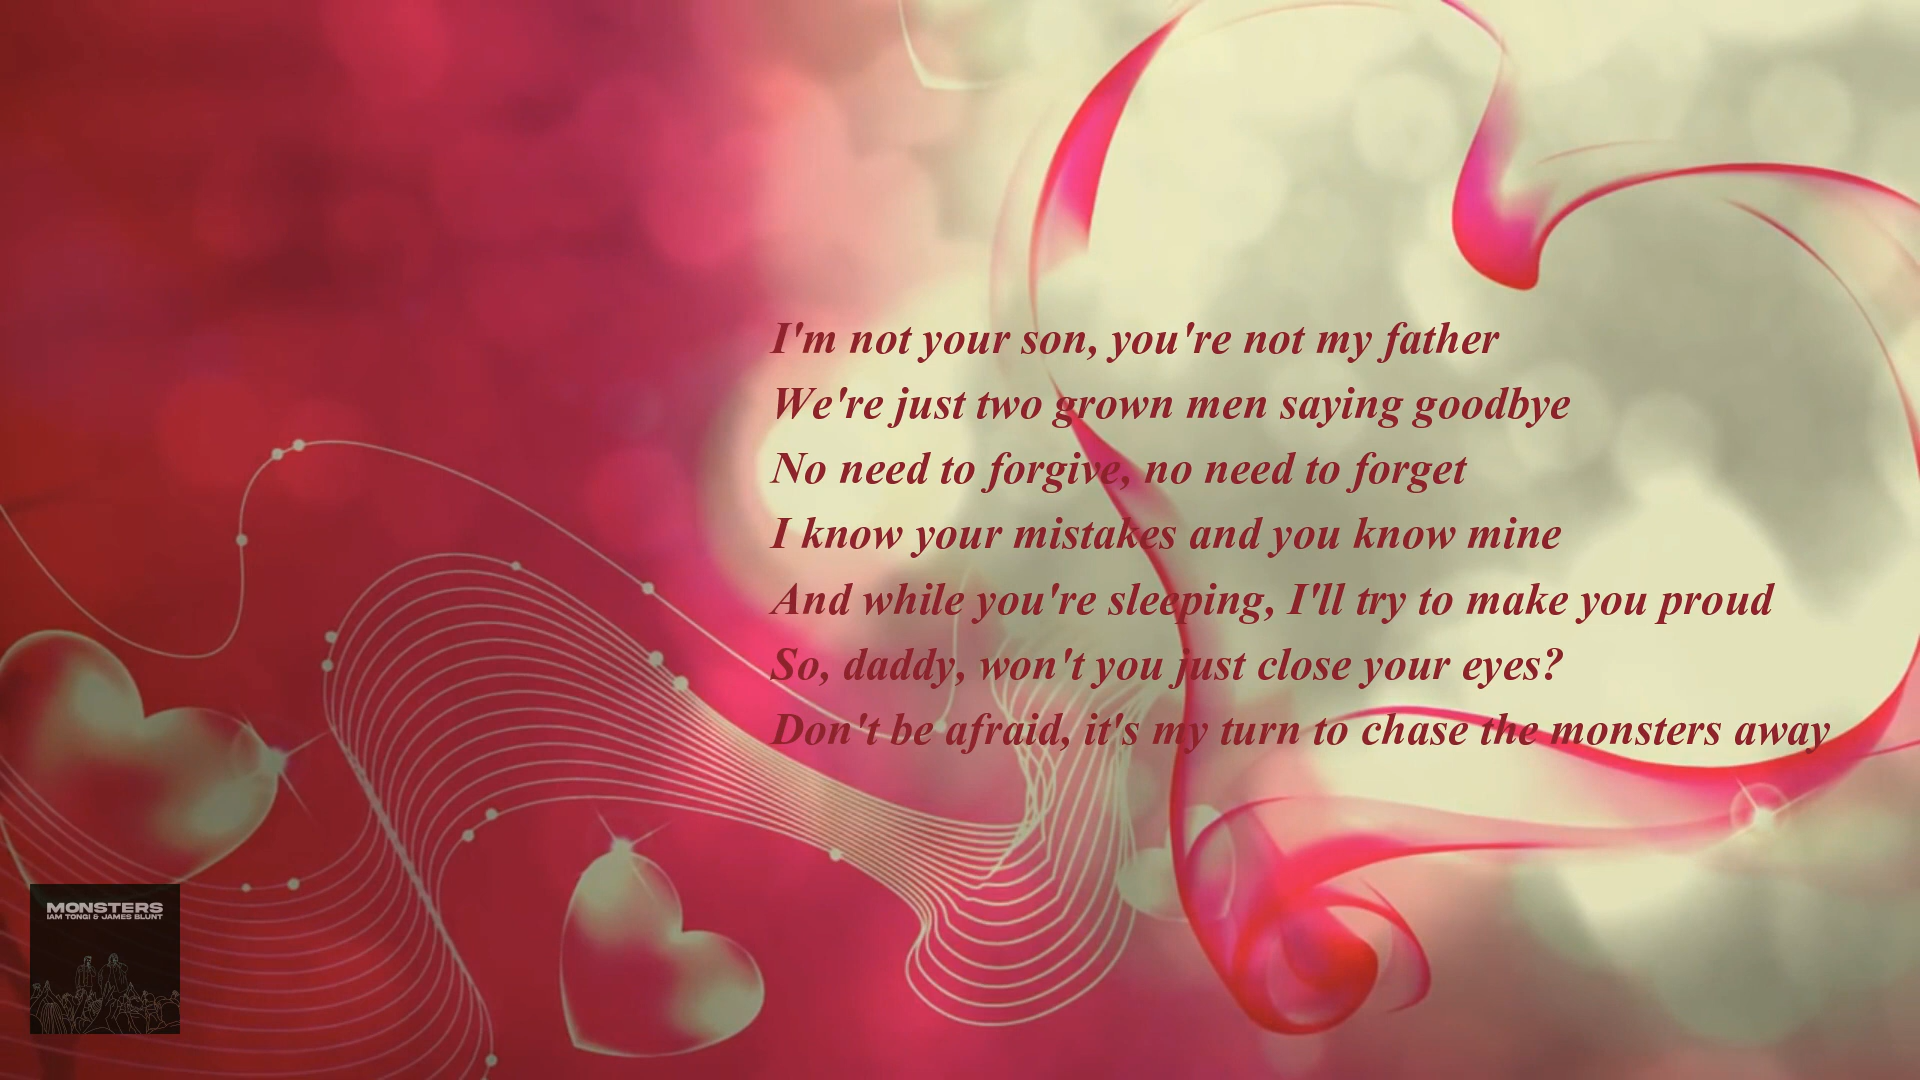 I'm not your son, you're not my father
We're just two grown men saying goodbye
No need to forgive, no need to forget
I know your mistakes and you know mine
And while you're sleeping, I'll try to make you proud
So, daddy, won't you just close your eyes?
Don't be afraid, it's my turn to chase the monsters away
MONSTERS
IAM TONGI & JAMES BLUNT